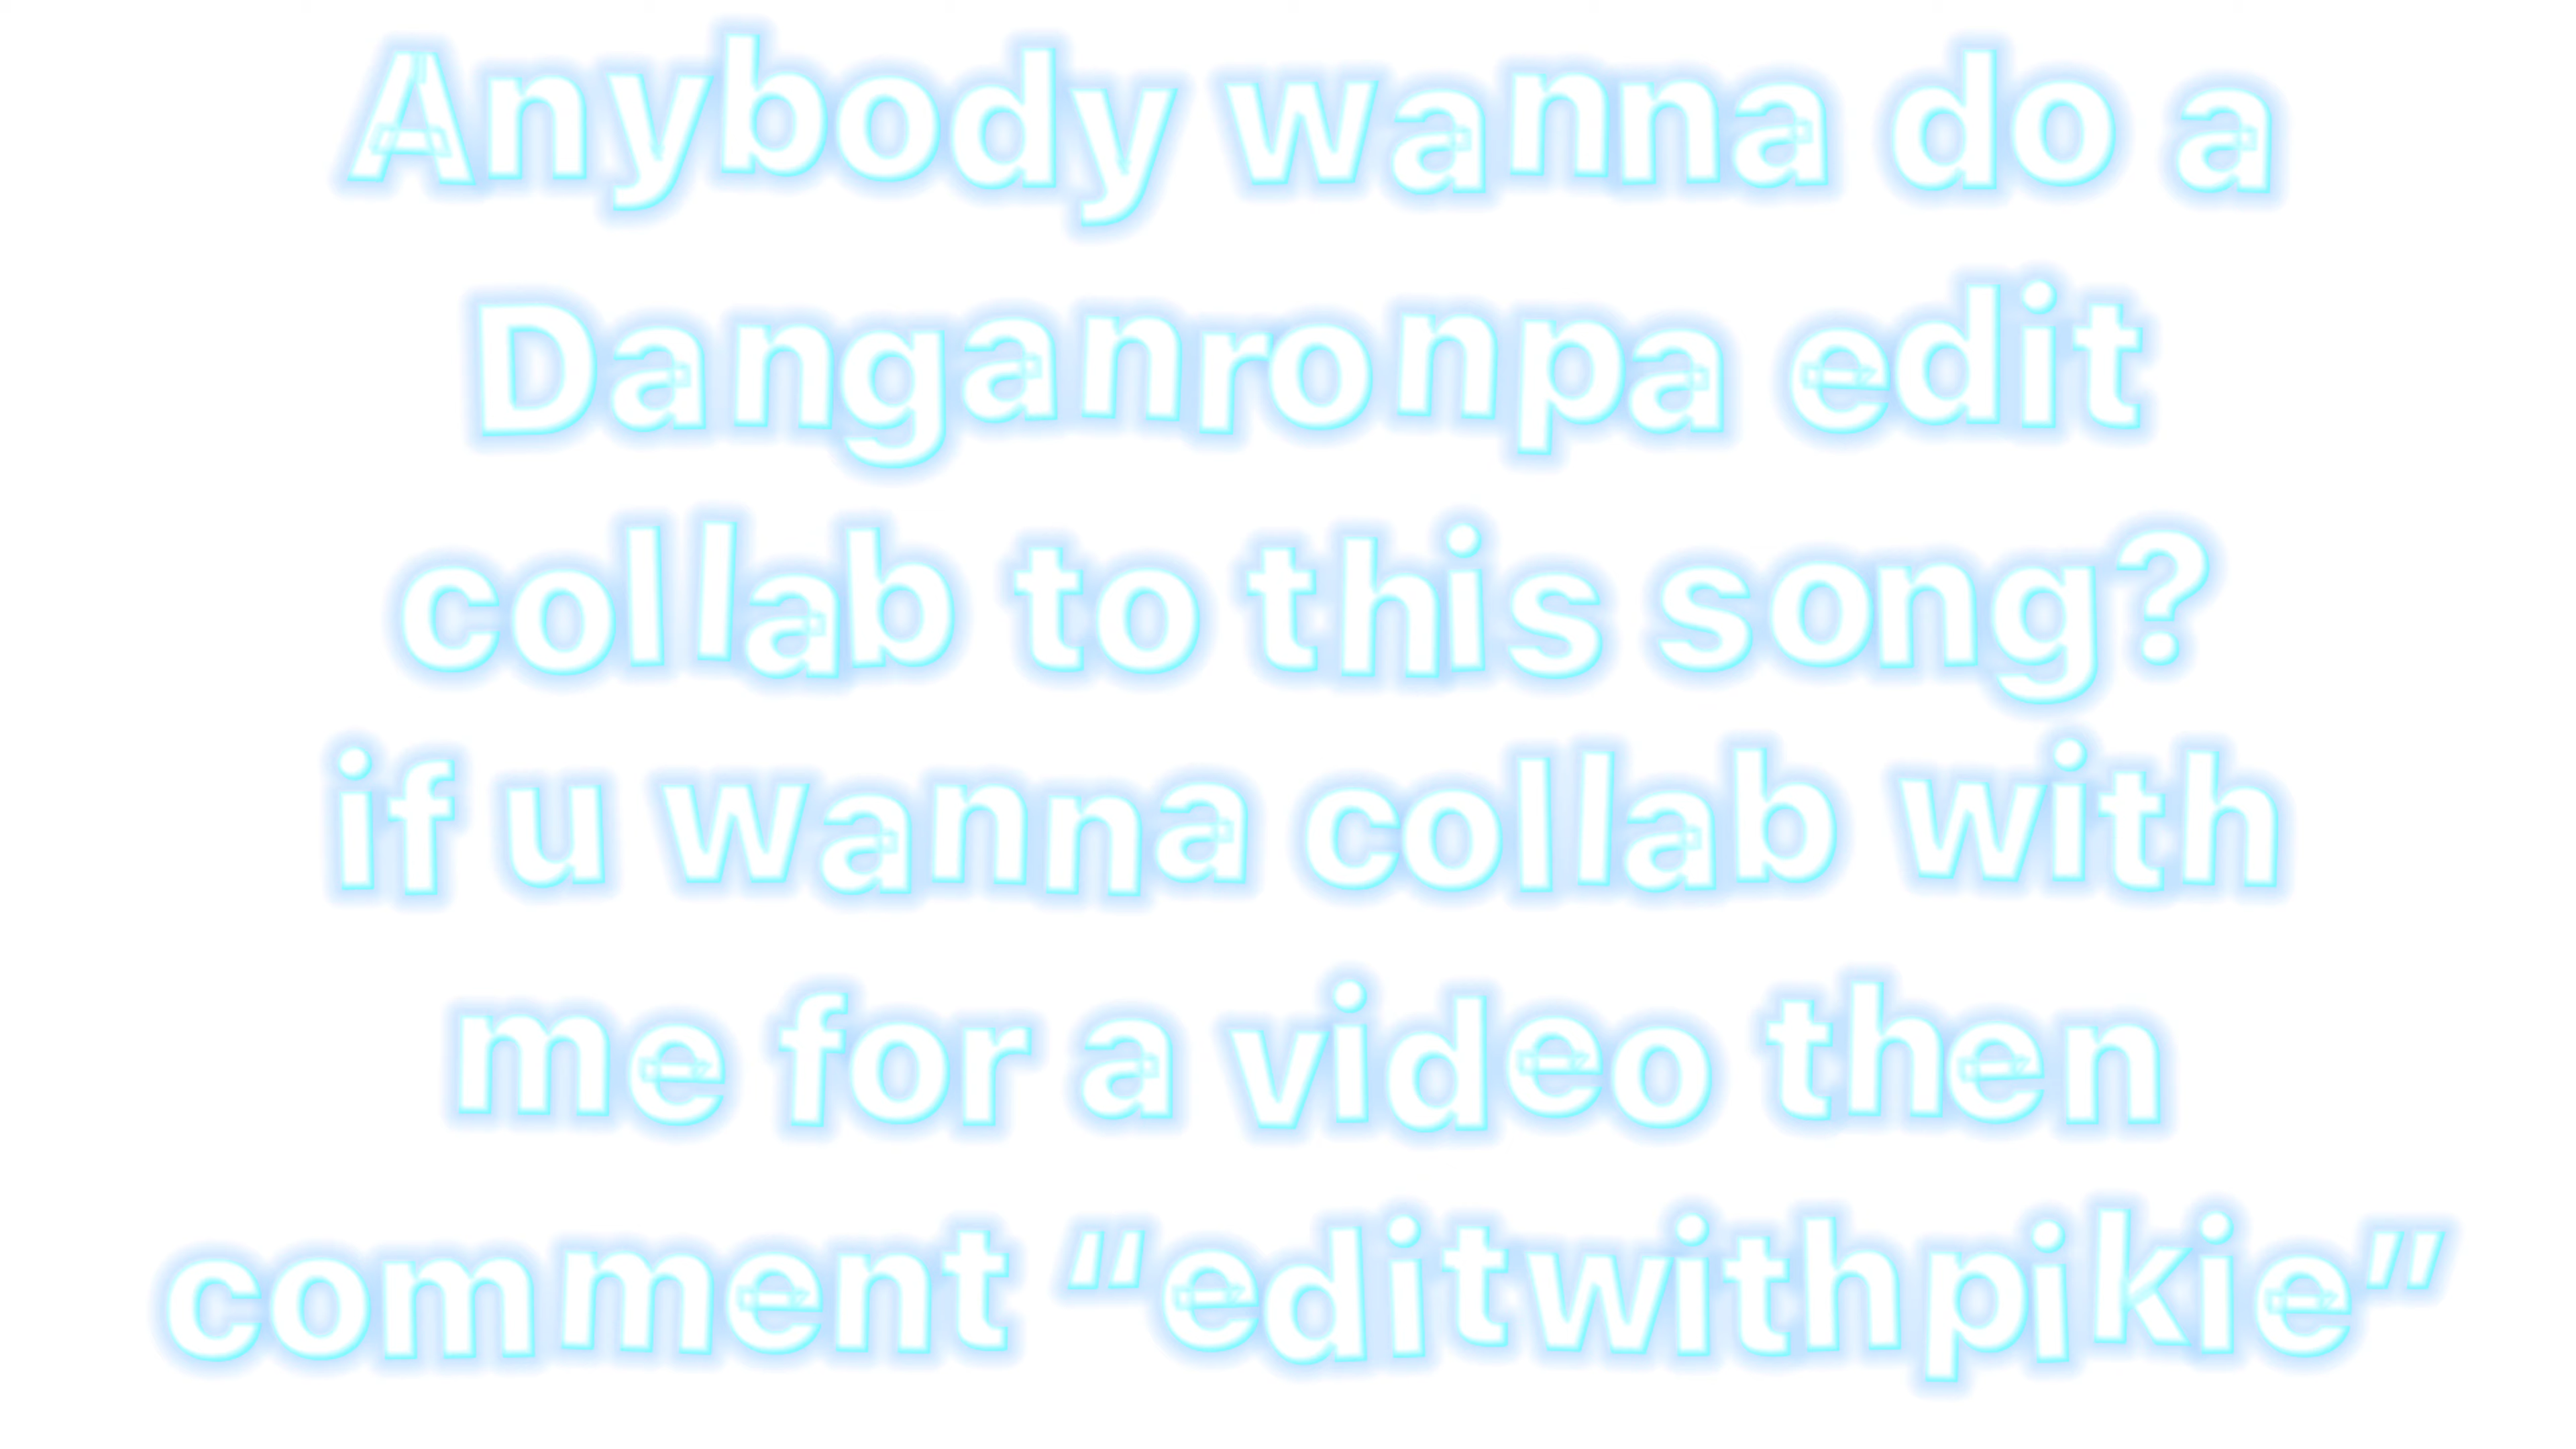 Anybody wanna do a
Danganronpa edit
collab to this song?
if u wanna collab with
me for a video then
comment “editwithpikie”